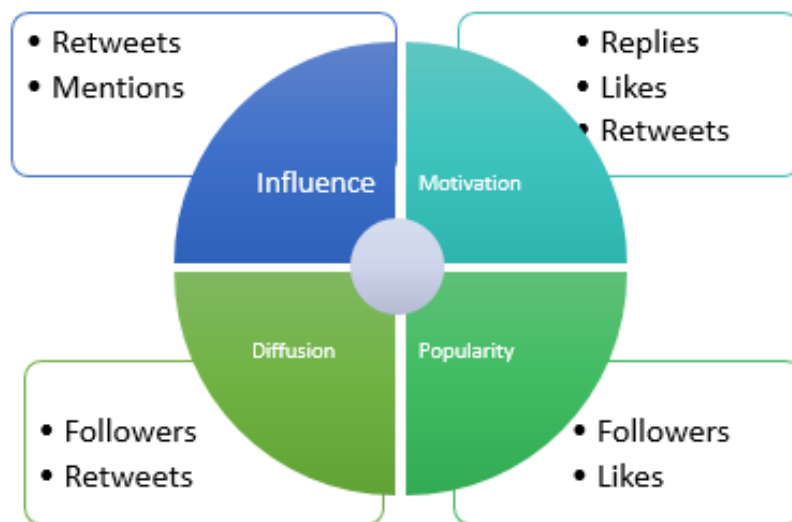 • Retweets
• Mentions
• Replies
• Likes
• Retweets
Influence
Motivation
Diffusion
Popularity
• Followers
• Retweets
• Followers
• Likes